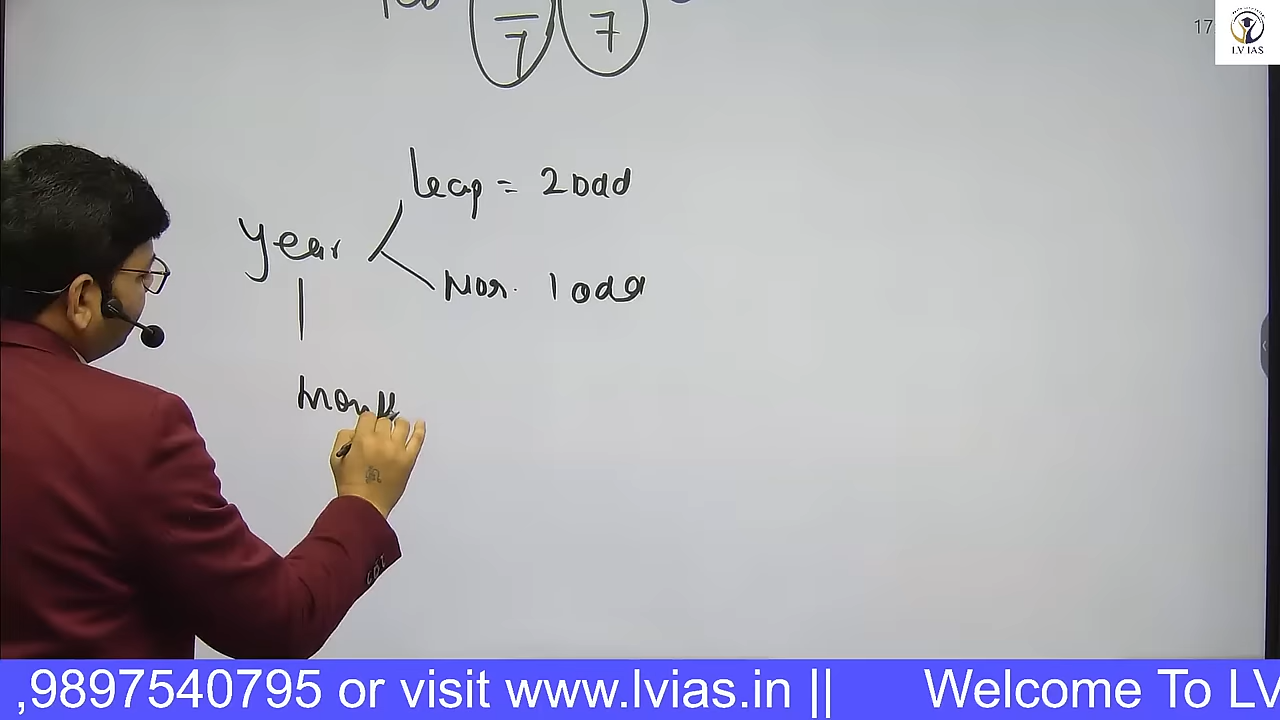 7 7
17
LV IAS
leap = 2 odd
year
Nor. 1 odd
Month
,9897540795 or visit www.lvias.in || Welcome To LV